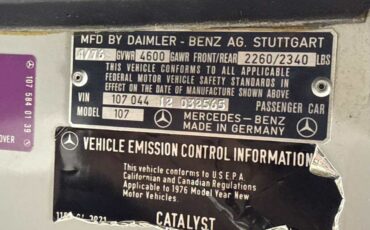 MFD BY DAIMLER - BENZ AG. STUTTGART
1/76 GVWR 4600 GAWR FRONT/REAR 2260/2340 LBS
THIS VEHICLE CONFORMS TO ALL APPLICABLE
FEDERAL MOTOR VEHICLE SAFETY STANDARDS IN
EFFECT ON THE DATE OF MANUFACTURE SHOWN ABOVE
VIN 107 044 12 032565 PASSENGER CAR
MODEL 107 MERCEDES-BENZ
MADE IN GERMANY
107 584 01 39
OVER
VEHICLE EMISSION CONTROL INFORMATION
This vehicle conforms to U.S E.P.A.
Californian and Canadian Regulations
Applicable to 1976 Model Year New
Motor Vehicles.
CATALYST